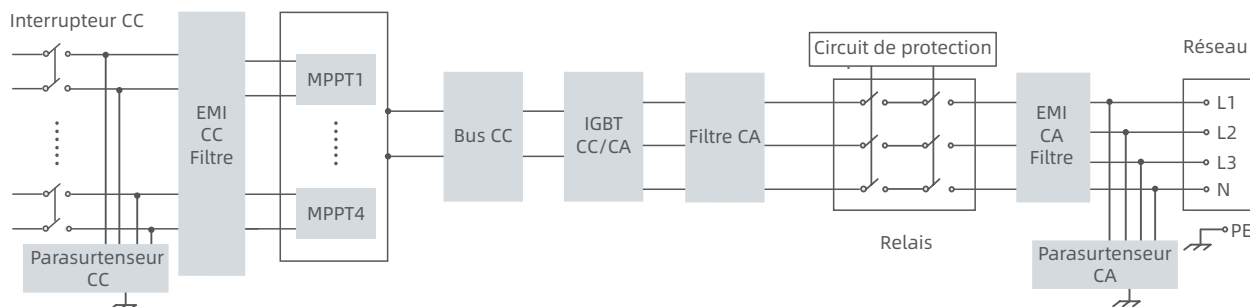 Interrupteur CC
EMI
CC
Filtre
MPPT1
MPPT4
Parasurtenseur
CC
Bus CC
IGBT
CC/CA
Filtre CA
Circuit de protection
Relais
EMI
CA
Filtre
Parasurtenseur
CA
Réseau
L1
L2
L3
N
PE